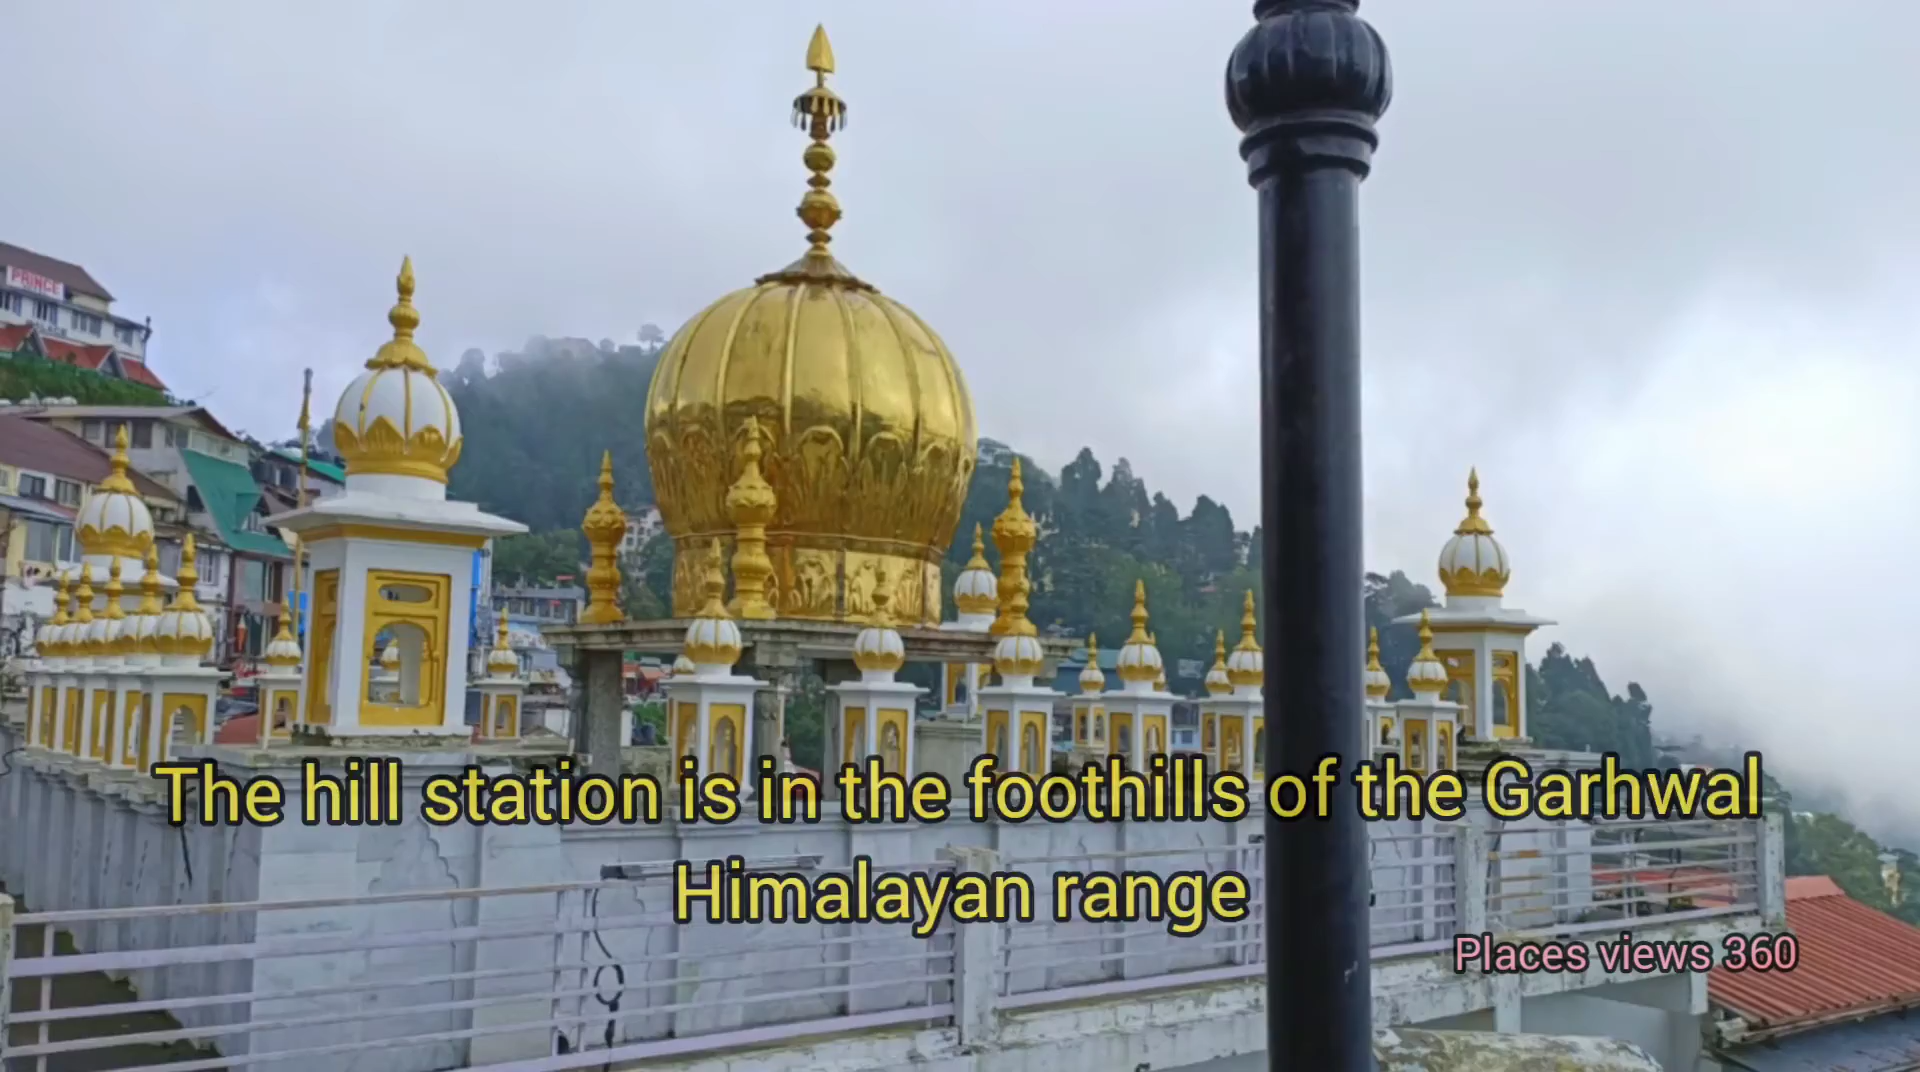 PRINCE
The hill station is in the foothills of the Garhwal
Himalayan range
Places views 360